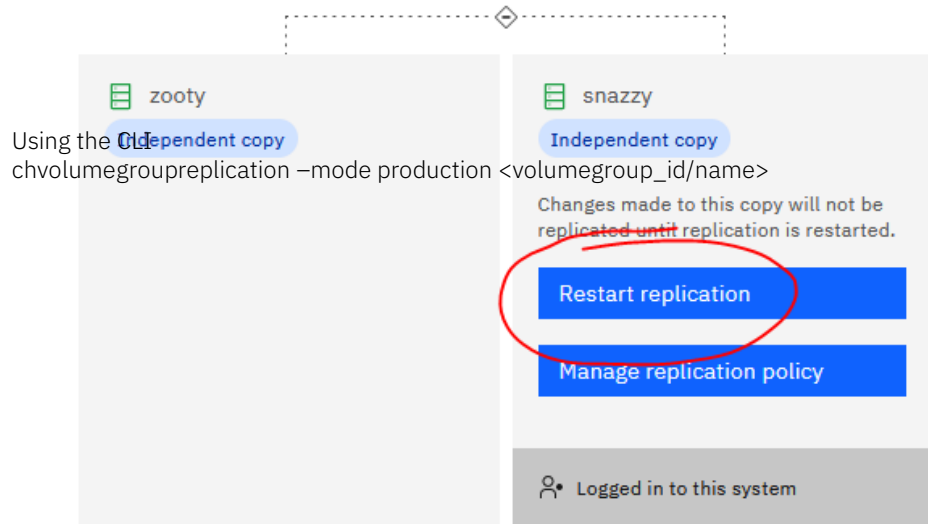 zooty
snazzy
Using the CLI
Independent copy
Independent copy
chvolumegroupreplication –mode production <volumegroup_id/name>
Changes made to this copy will not be
replicated until replication is restarted.
Restart replication
Manage replication policy
Logged in to this system